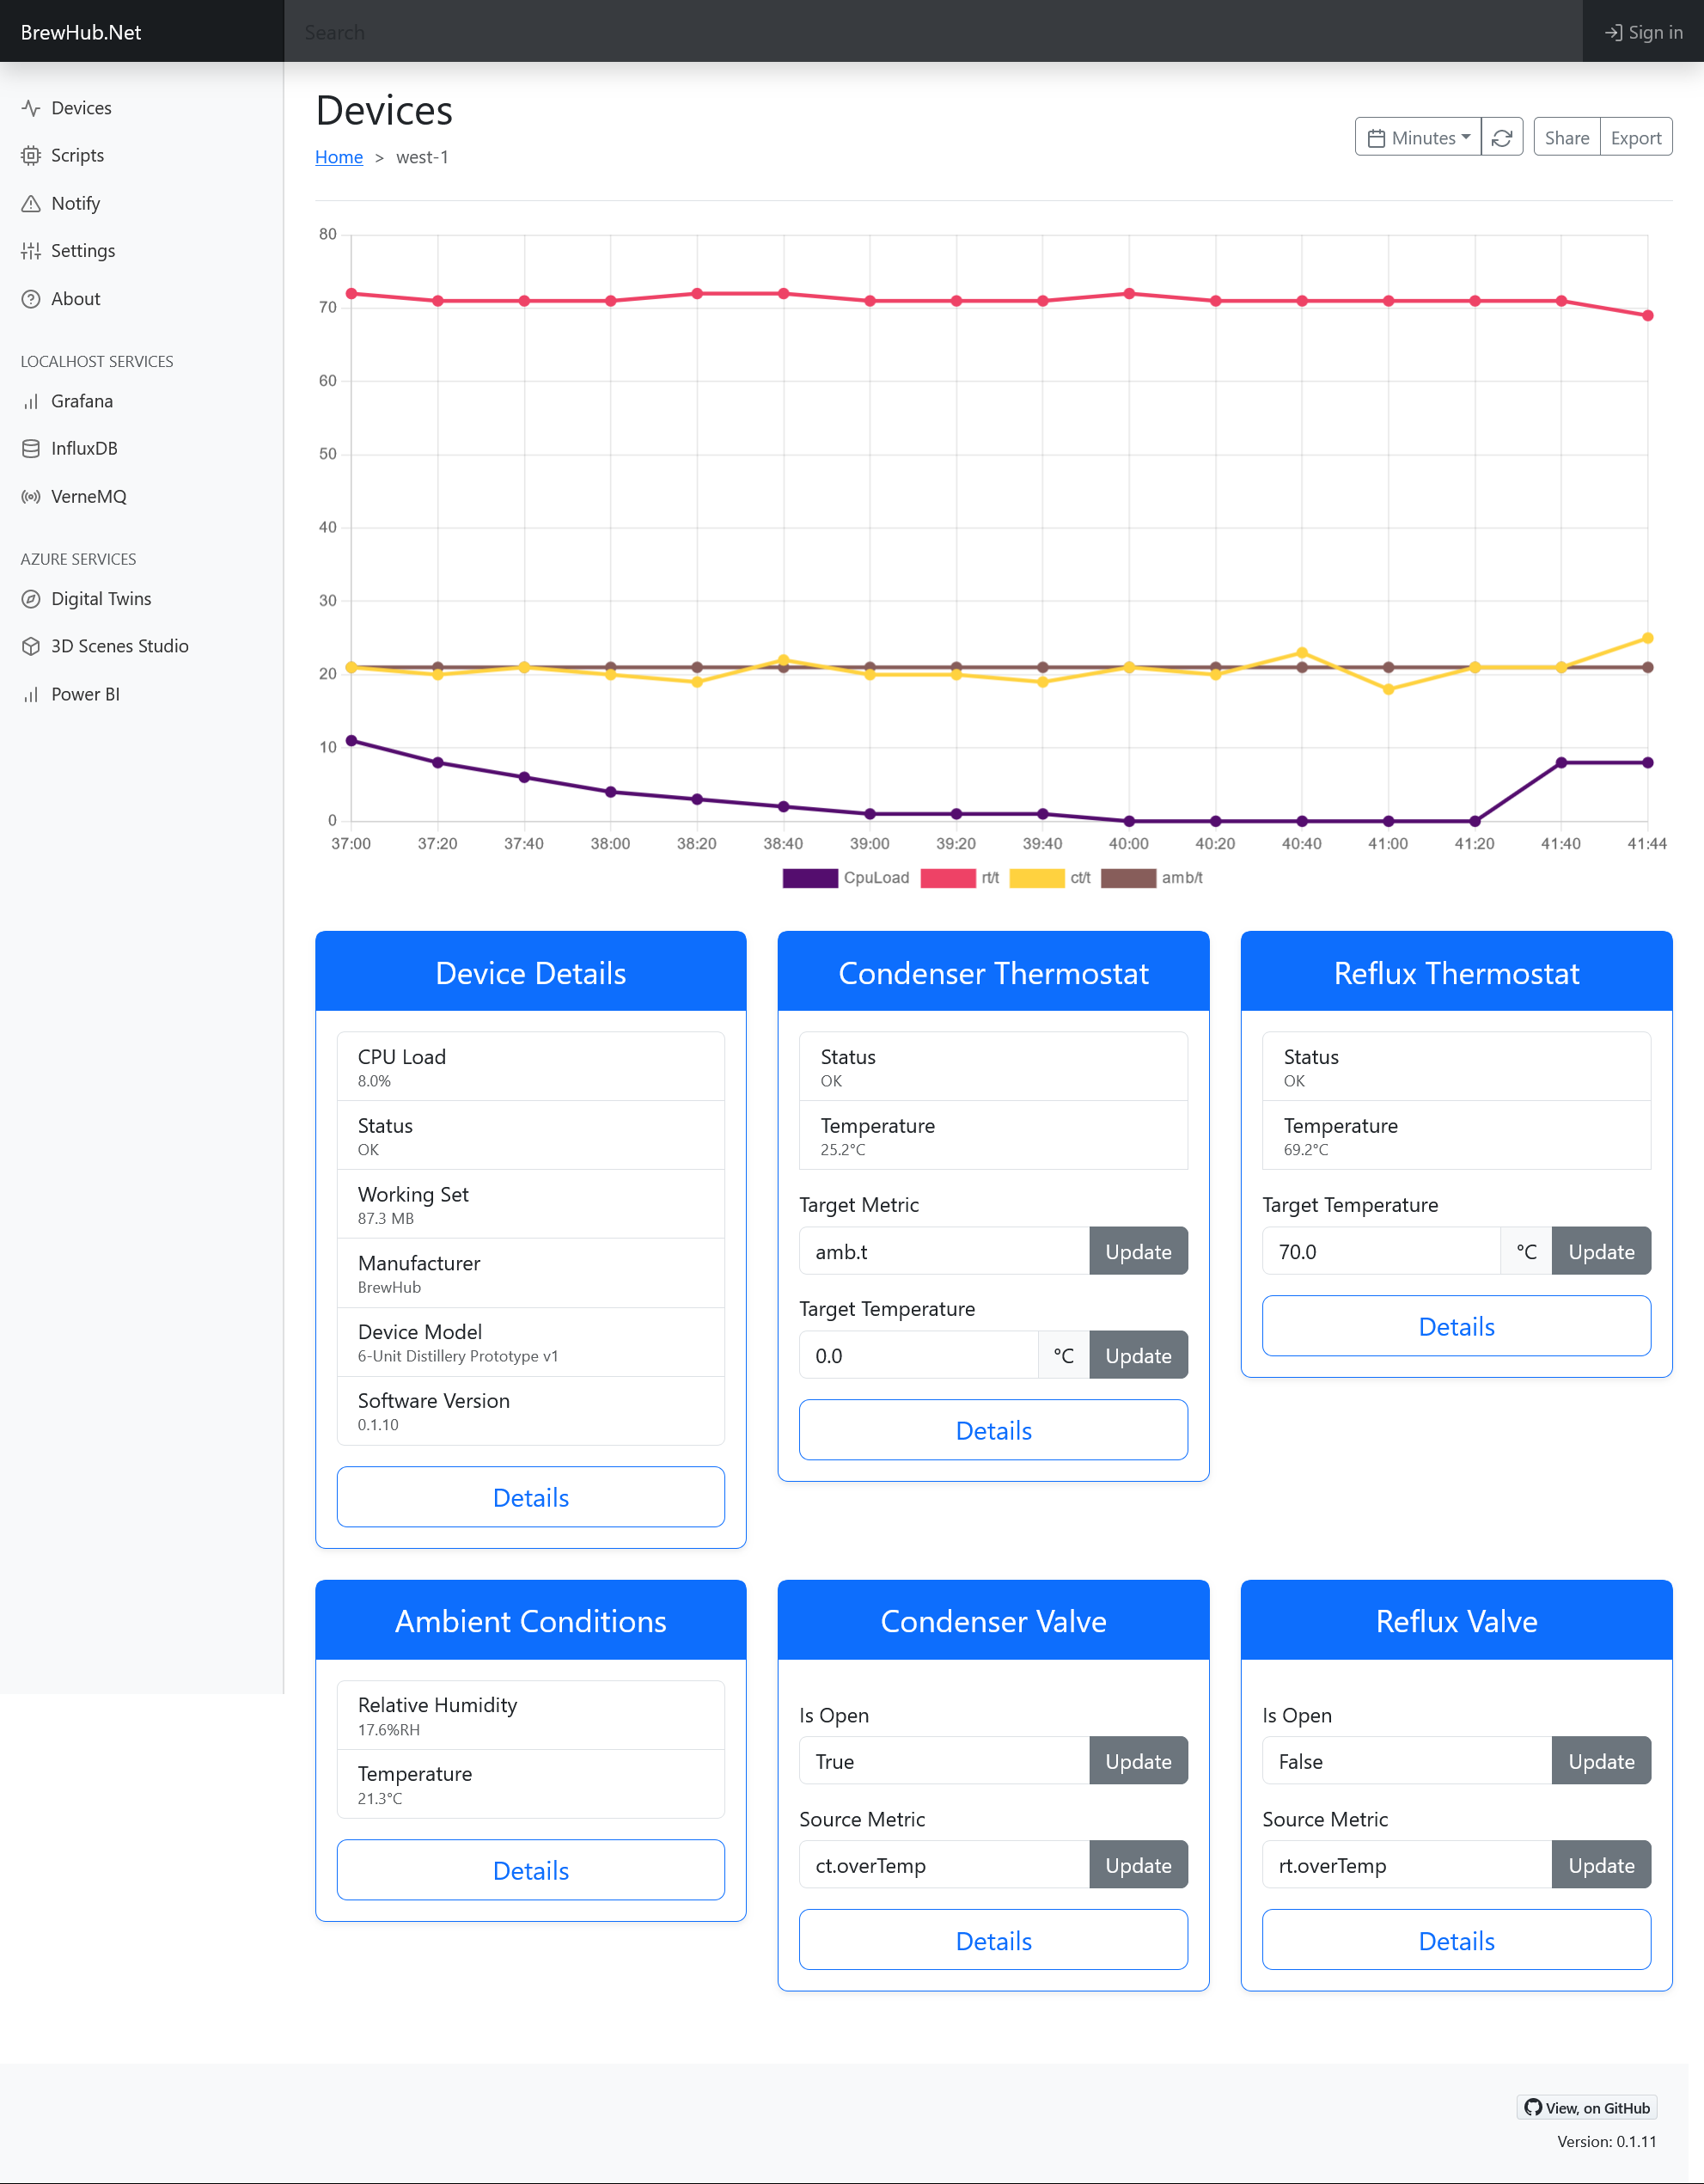 BrewHub.Net
Search
Sign in
Devices
Scripts
Notify
Settings
About
LOCALHOST SERVICES
Grafana
InfluxDB
VerneMQ
AZURE SERVICES
Digital Twins
3D Scenes Studio
Power BI
Devices
Home > west-1
Minutes
Share
Export
80
70
60
50
40
30
20
10
0
37:00 37:20 37:40 38:00 38:20 38:40 39:00 39:20 39:40 40:00 40:20 40:40 41:00 41:20 41:40 41:44
CpuLoad rt/t ct/t amb/t
Device Details
CPU Load
8.0%
Status
OK
Working Set
87.3 MB
Manufacturer
BrewHub
Device Model
6-Unit Distillery Prototype v1
Software Version
0.1.10
Details
Condenser Thermostat
Status
OK
Temperature
25.2°C
Target Metric
amb.t Update
Target Temperature
0.0 °C Update
Details
Reflux Thermostat
Status
OK
Temperature
69.2°C
Target Temperature
70.0 °C Update
Details
Ambient Conditions
Relative Humidity
17.6%RH
Temperature
21.3°C
Details
Condenser Valve
Is Open
True Update
Source Metric
ct.overTemp Update
Details
Reflux Valve
Is Open
False Update
Source Metric
rt.overTemp Update
Details
View, on GitHub
Version: 0.1.11